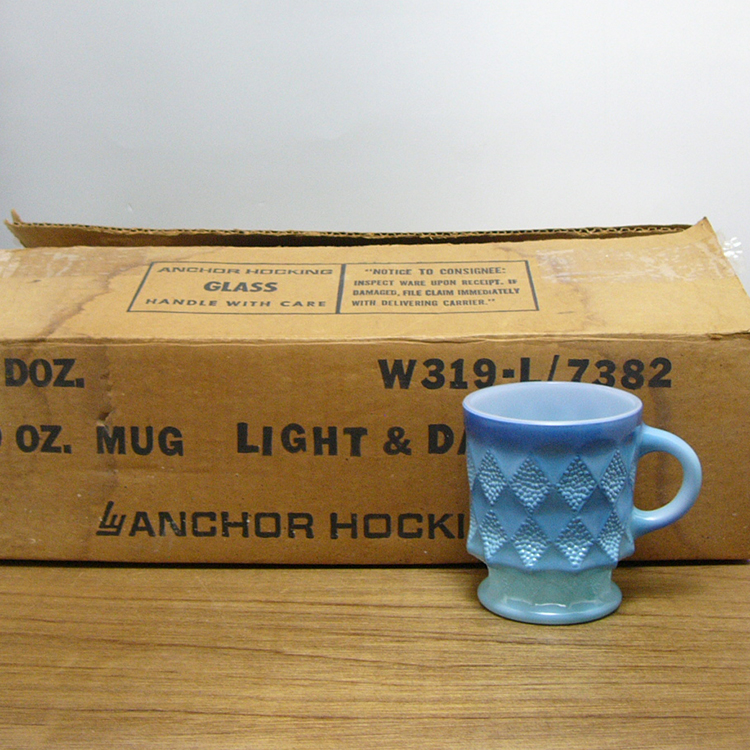 ANCHOR HOCKING
GLASS
HANDLE WITH CARE
"NOTICE TO CONSIGNEE:
INSPECT WARE UPON RECEIPT. IF
DAMAGED, FILE CLAIM IMMEDIATELY
WITH DELIVERING CARRIER."
DOZ.
W319-L/7382
OZ. MUG LIGHT & DA
ANCHOR HOCKI